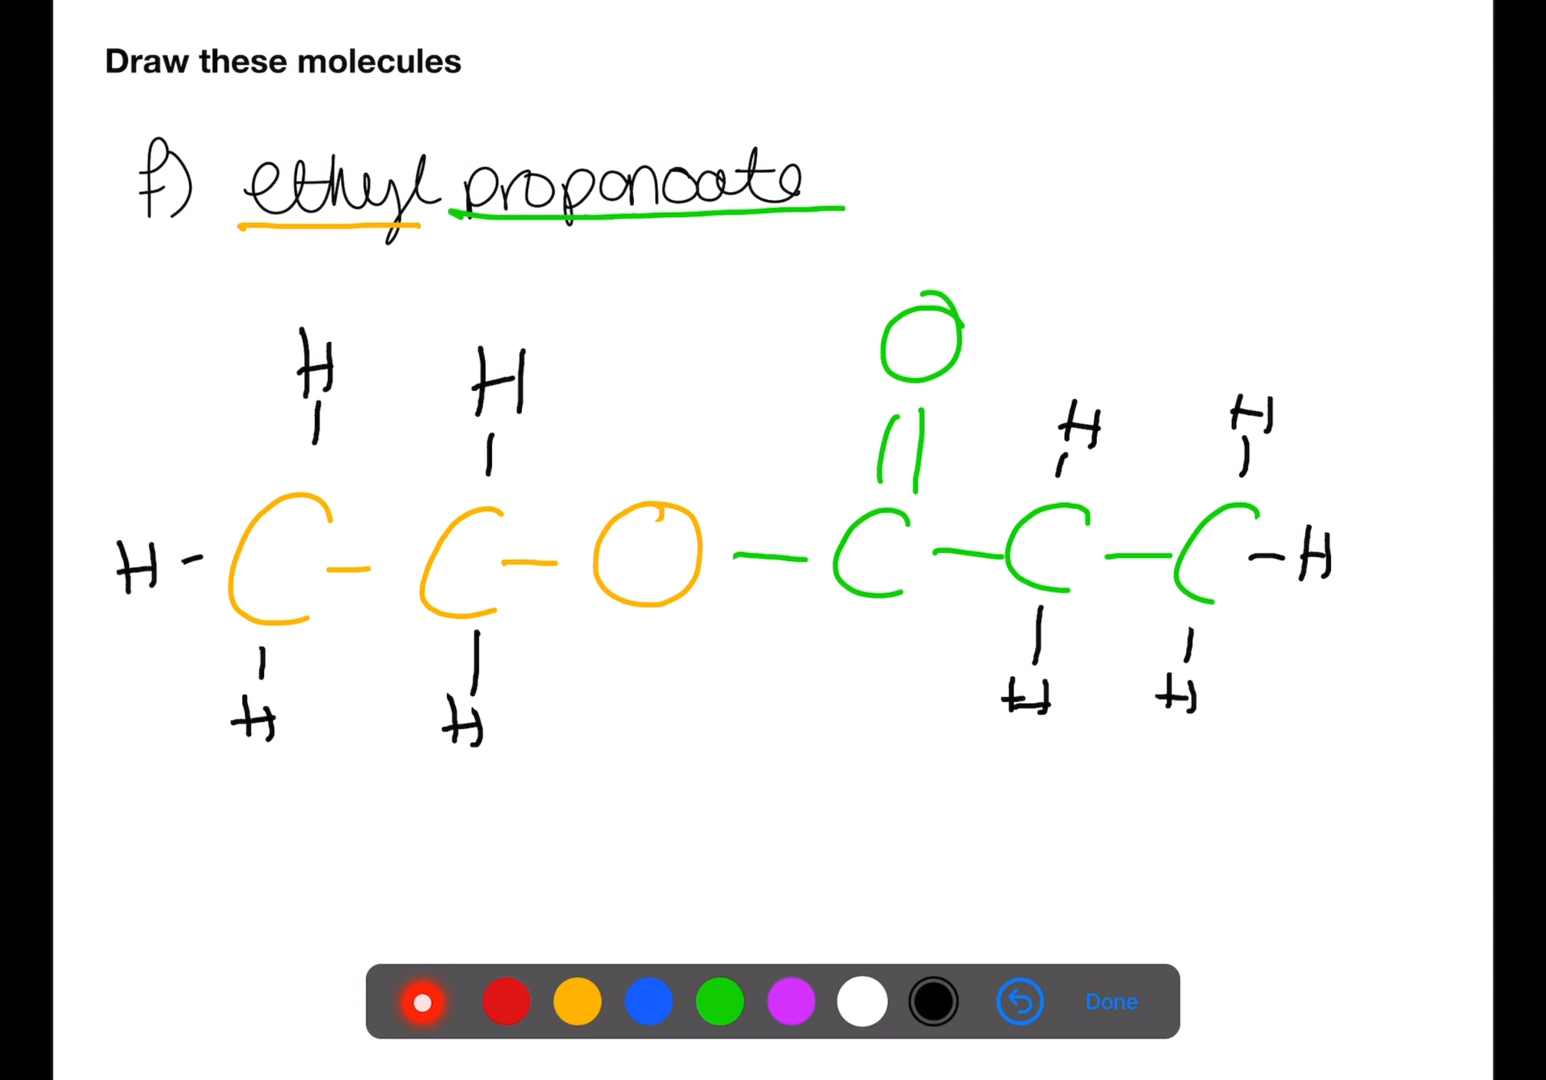 Draw these molecules
f) ethyl propanoate
O
H H H H
H - C - C - O - C - C - C - H
H H H H
Done